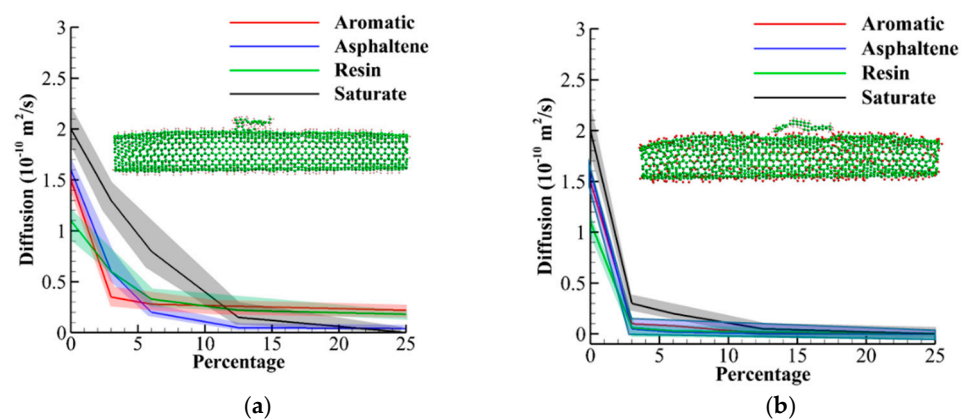 Aromatic
Asphaltene
Resin
Saturate
3
2.5
2
1.5
1
0.5
0
Diffusion (10⁻¹⁰ m²/s)
0 5 10 15 20 25
Percentage
(a)
Aromatic
Asphaltene
Resin
Saturate
3
2.5
2
1.5
1
0.5
0
Diffusion (10⁻¹⁰ m²/s)
0 5 10 15 20 25
Percentage
(b)